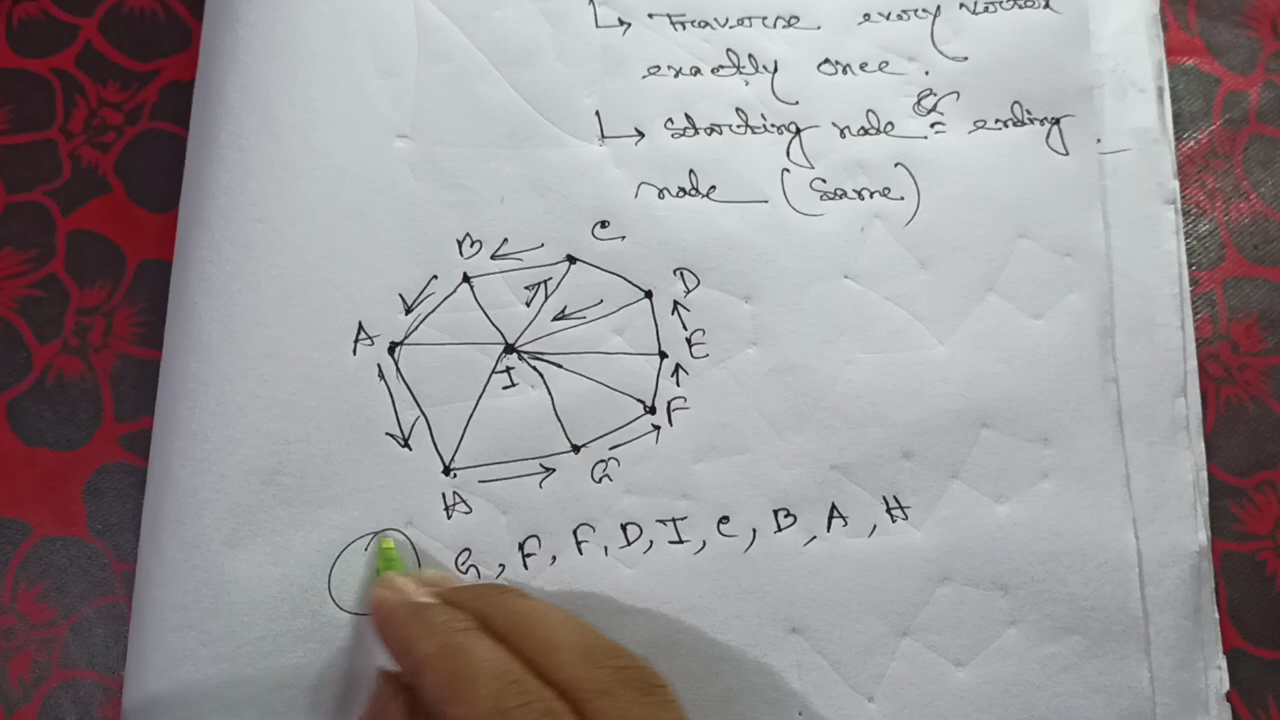 ↳ Traverse every vertex
exactly once.
↳ Starting node & ending
node (Same)
B C
D
A
I E
F
G
H
G, F, F, D, I, C, B, A, H